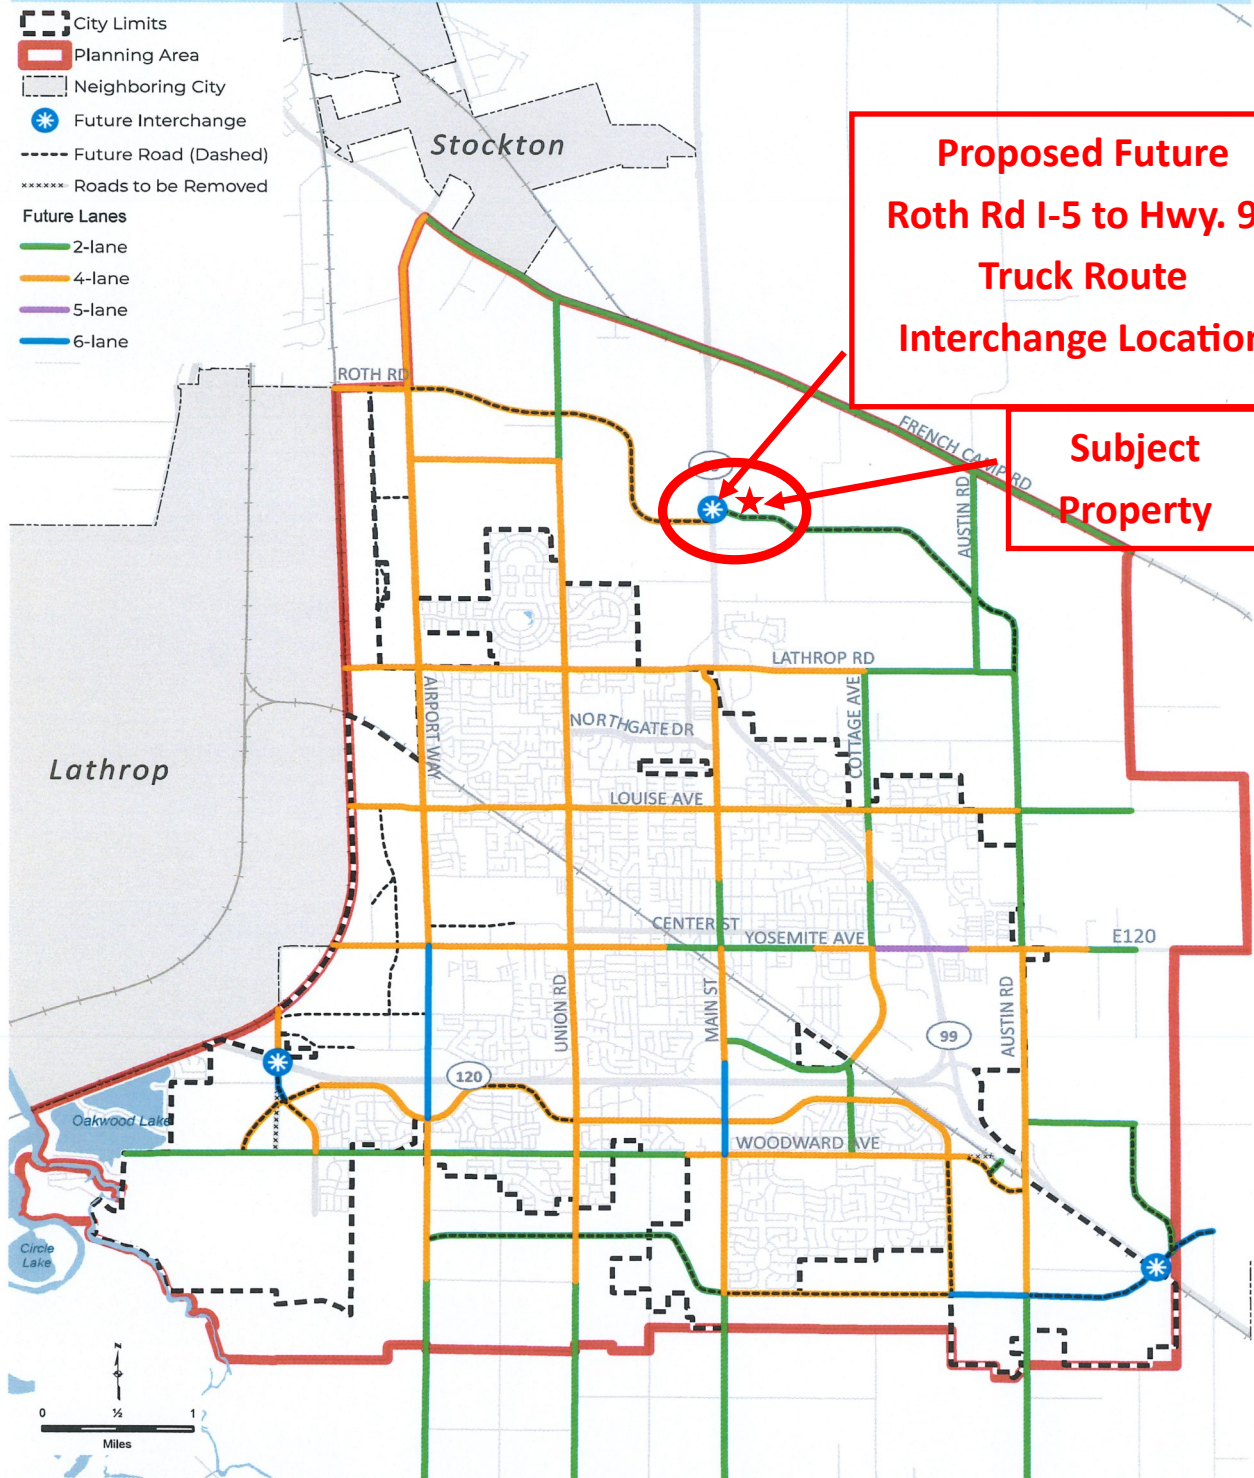 City Limits
Planning Area
Neighboring City
Future Interchange
Future Road (Dashed)
Roads to be Removed
Future Lanes
2-lane
4-lane
5-lane
6-lane
Stockton
Proposed Future
Roth Rd I-5 to Hwy. 9
Truck Route
Interchange Location
ROTH RD
FRENCH CAMP RD
Subject
Property
AUSTIN RD
LATHROP RD
AIRPORT WAY
NORTHGATE DR
COTTAGE AVE
Lathrop
LOUISE AVE
CENTER ST
YOSEMITE AVE
E120
UNION RD
MAIN ST
AUSTIN RD
99
120
Oakwood Lake
WOODWARD AVE
Circle
Lake
N
0 ½ 1
Miles